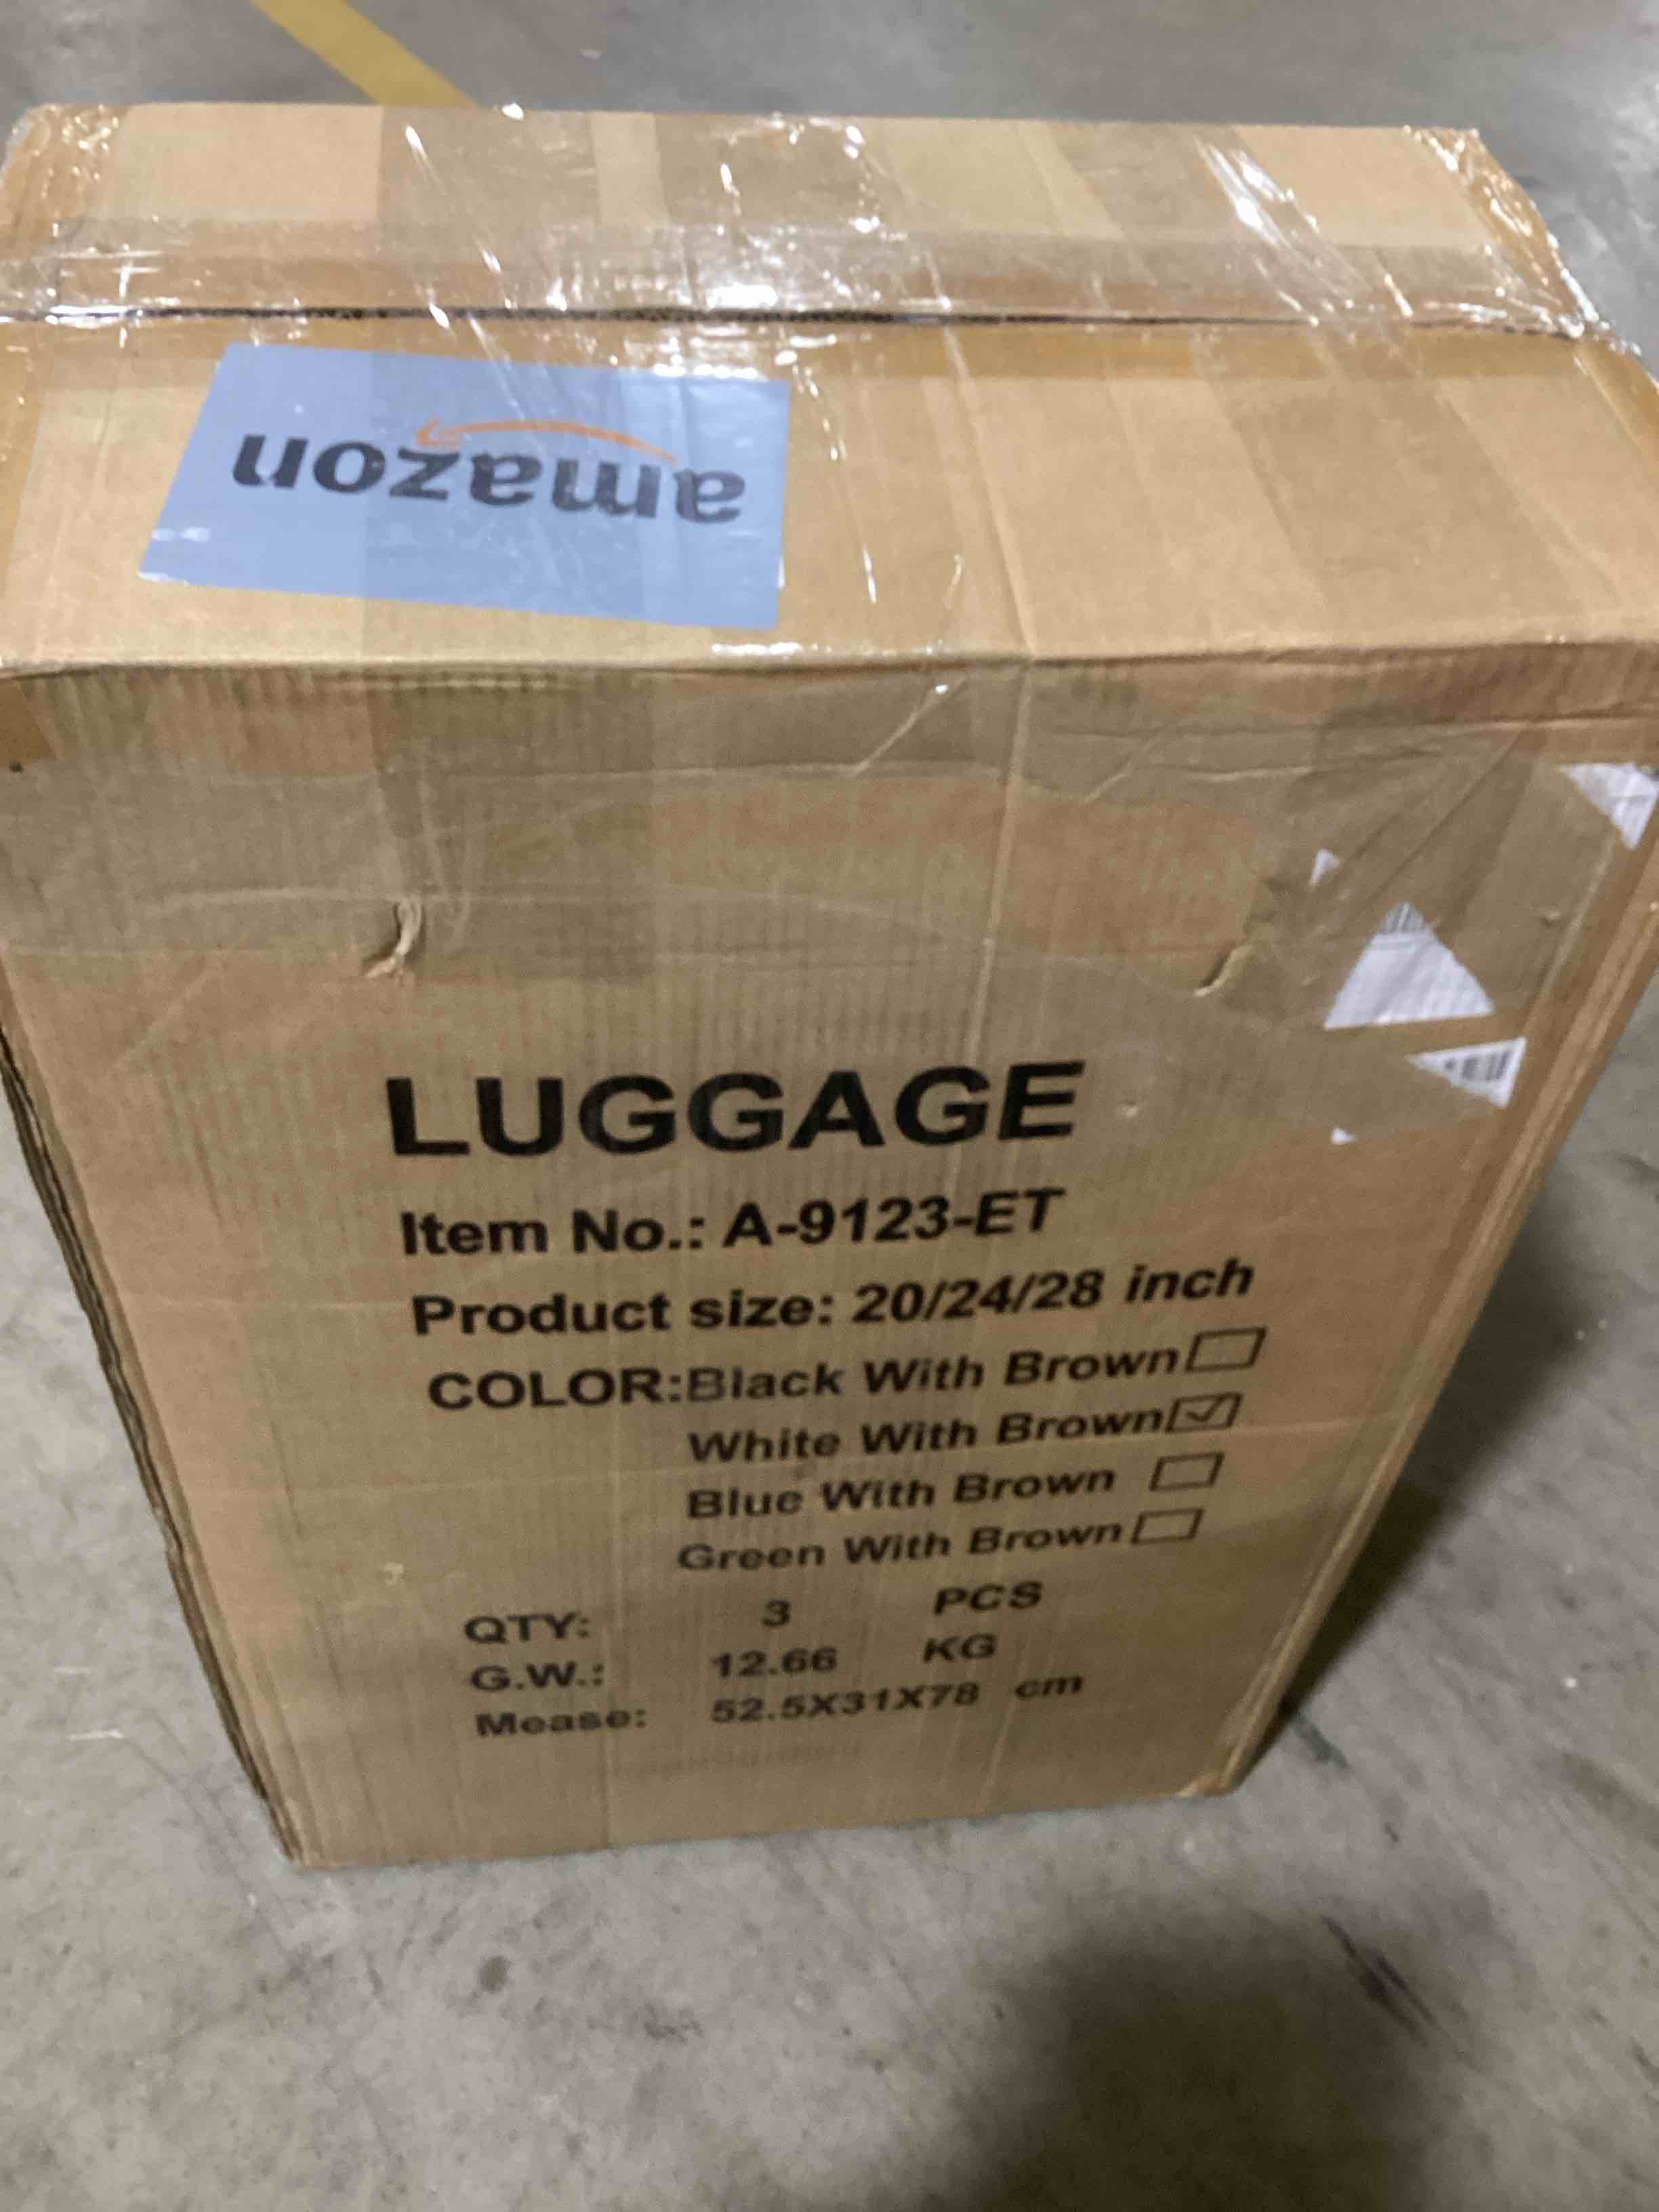 amazon
LUGGAGE
Item No.: A-9123-ET
Product size: 20/24/28 inch
COLOR:Black With Brown
White With Brown
Blue With Brown
Green With Brown
QTY: 3 PCS
G.W.: 12.66 KG
Mease: 52.5X31X78 cm